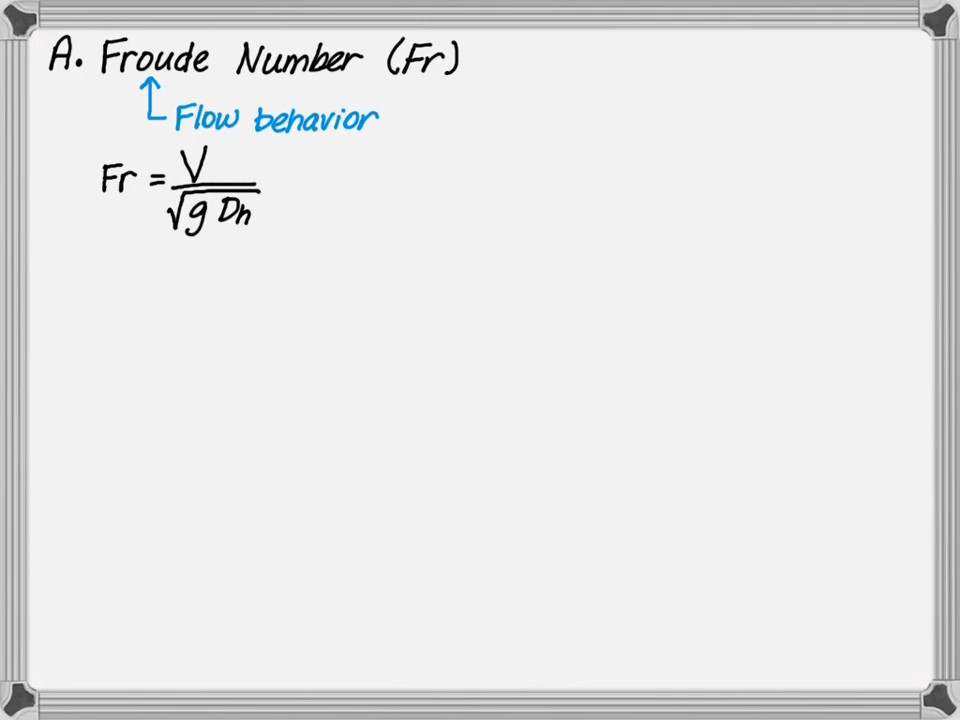 A. Froude Number (Fr)
Flow behavior
Fr = V / √g Dh